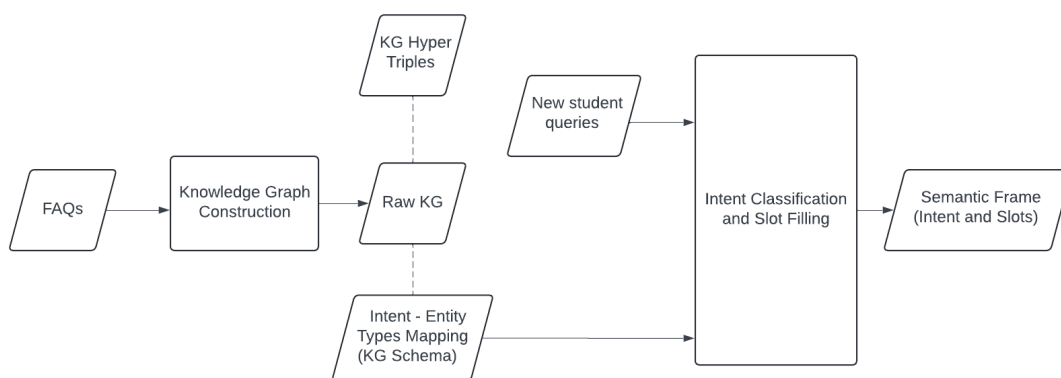 KG Hyper
Triples
New student
queries
FAQs
Knowledge Graph
Construction
Raw KG
Intent Classification
and Slot Filling
Semantic Frame
(Intent and Slots)
Intent - Entity
Types Mapping
(KG Schema)